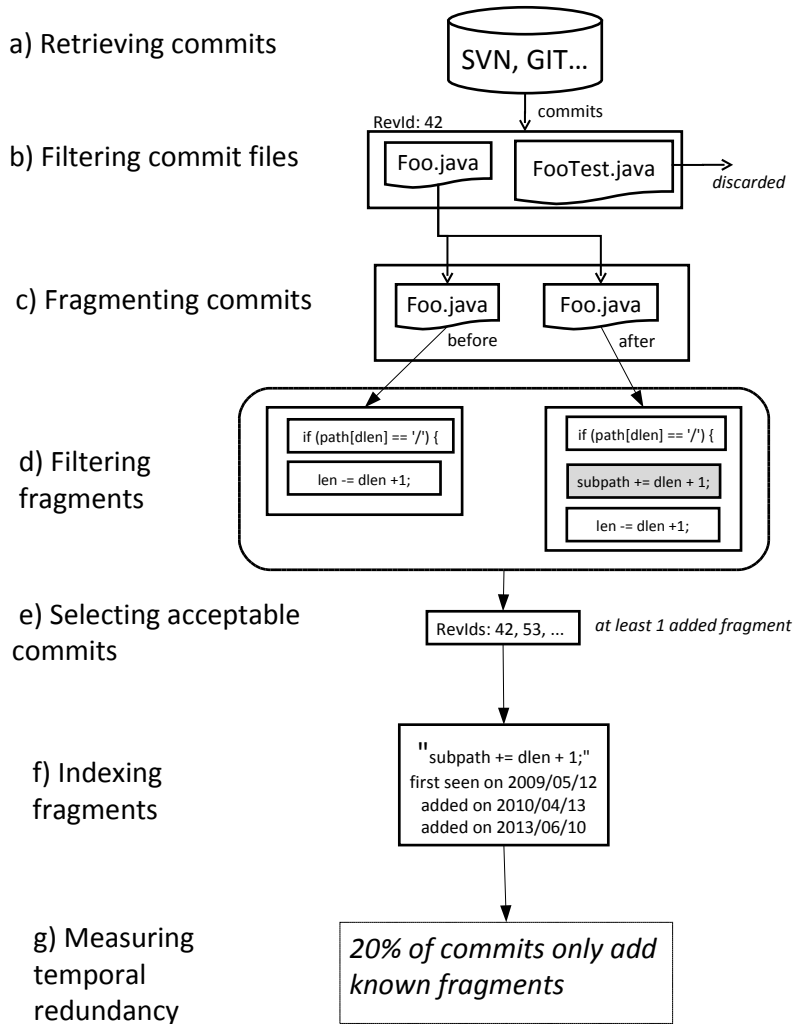 a) Retrieving commits
SVN, GIT...
commits
RevId: 42
b) Filtering commit files
Foo.java
FooTest.java
discarded
c) Fragmenting commits
Foo.java
Foo.java
before
after
d) Filtering
fragments
if (path[dlen] == '/') {
len -= dlen +1;
if (path[dlen] == '/') {
subpath += dlen + 1;
len -= dlen +1;
e) Selecting acceptable
commits
RevIds: 42, 53, ...
at least 1 added fragment
f) Indexing
fragments
"subpath += dlen + 1;"
first seen on 2009/05/12
added on 2010/04/13
added on 2013/06/10
g) Measuring
temporal
redundancy
20% of commits only add
known fragments